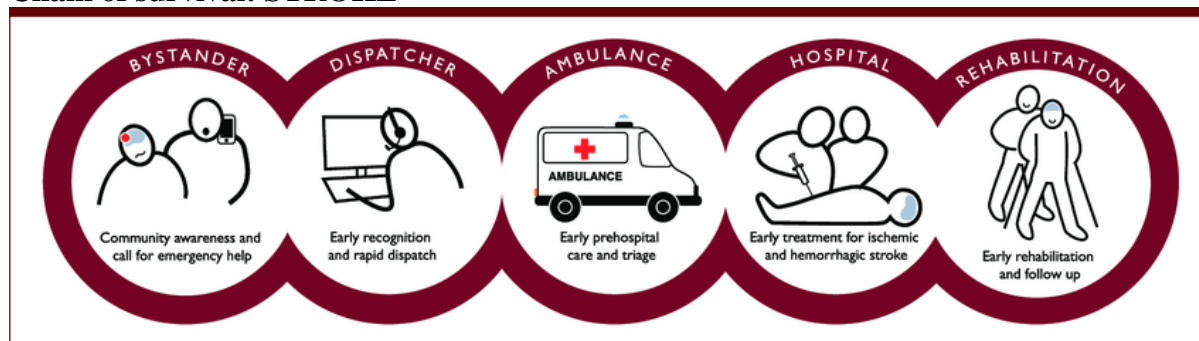 BYSTANDER
DISPATCHER
AMBULANCE
HOSPITAL
REHABILITATION
AMBULANCE
Community awareness and
call for emergency help
Early recognition
and rapid dispatch
Early prehospital
care and triage
Early treatment for ischemic
and hemorrhagic stroke
Early rehabilitation
and follow up